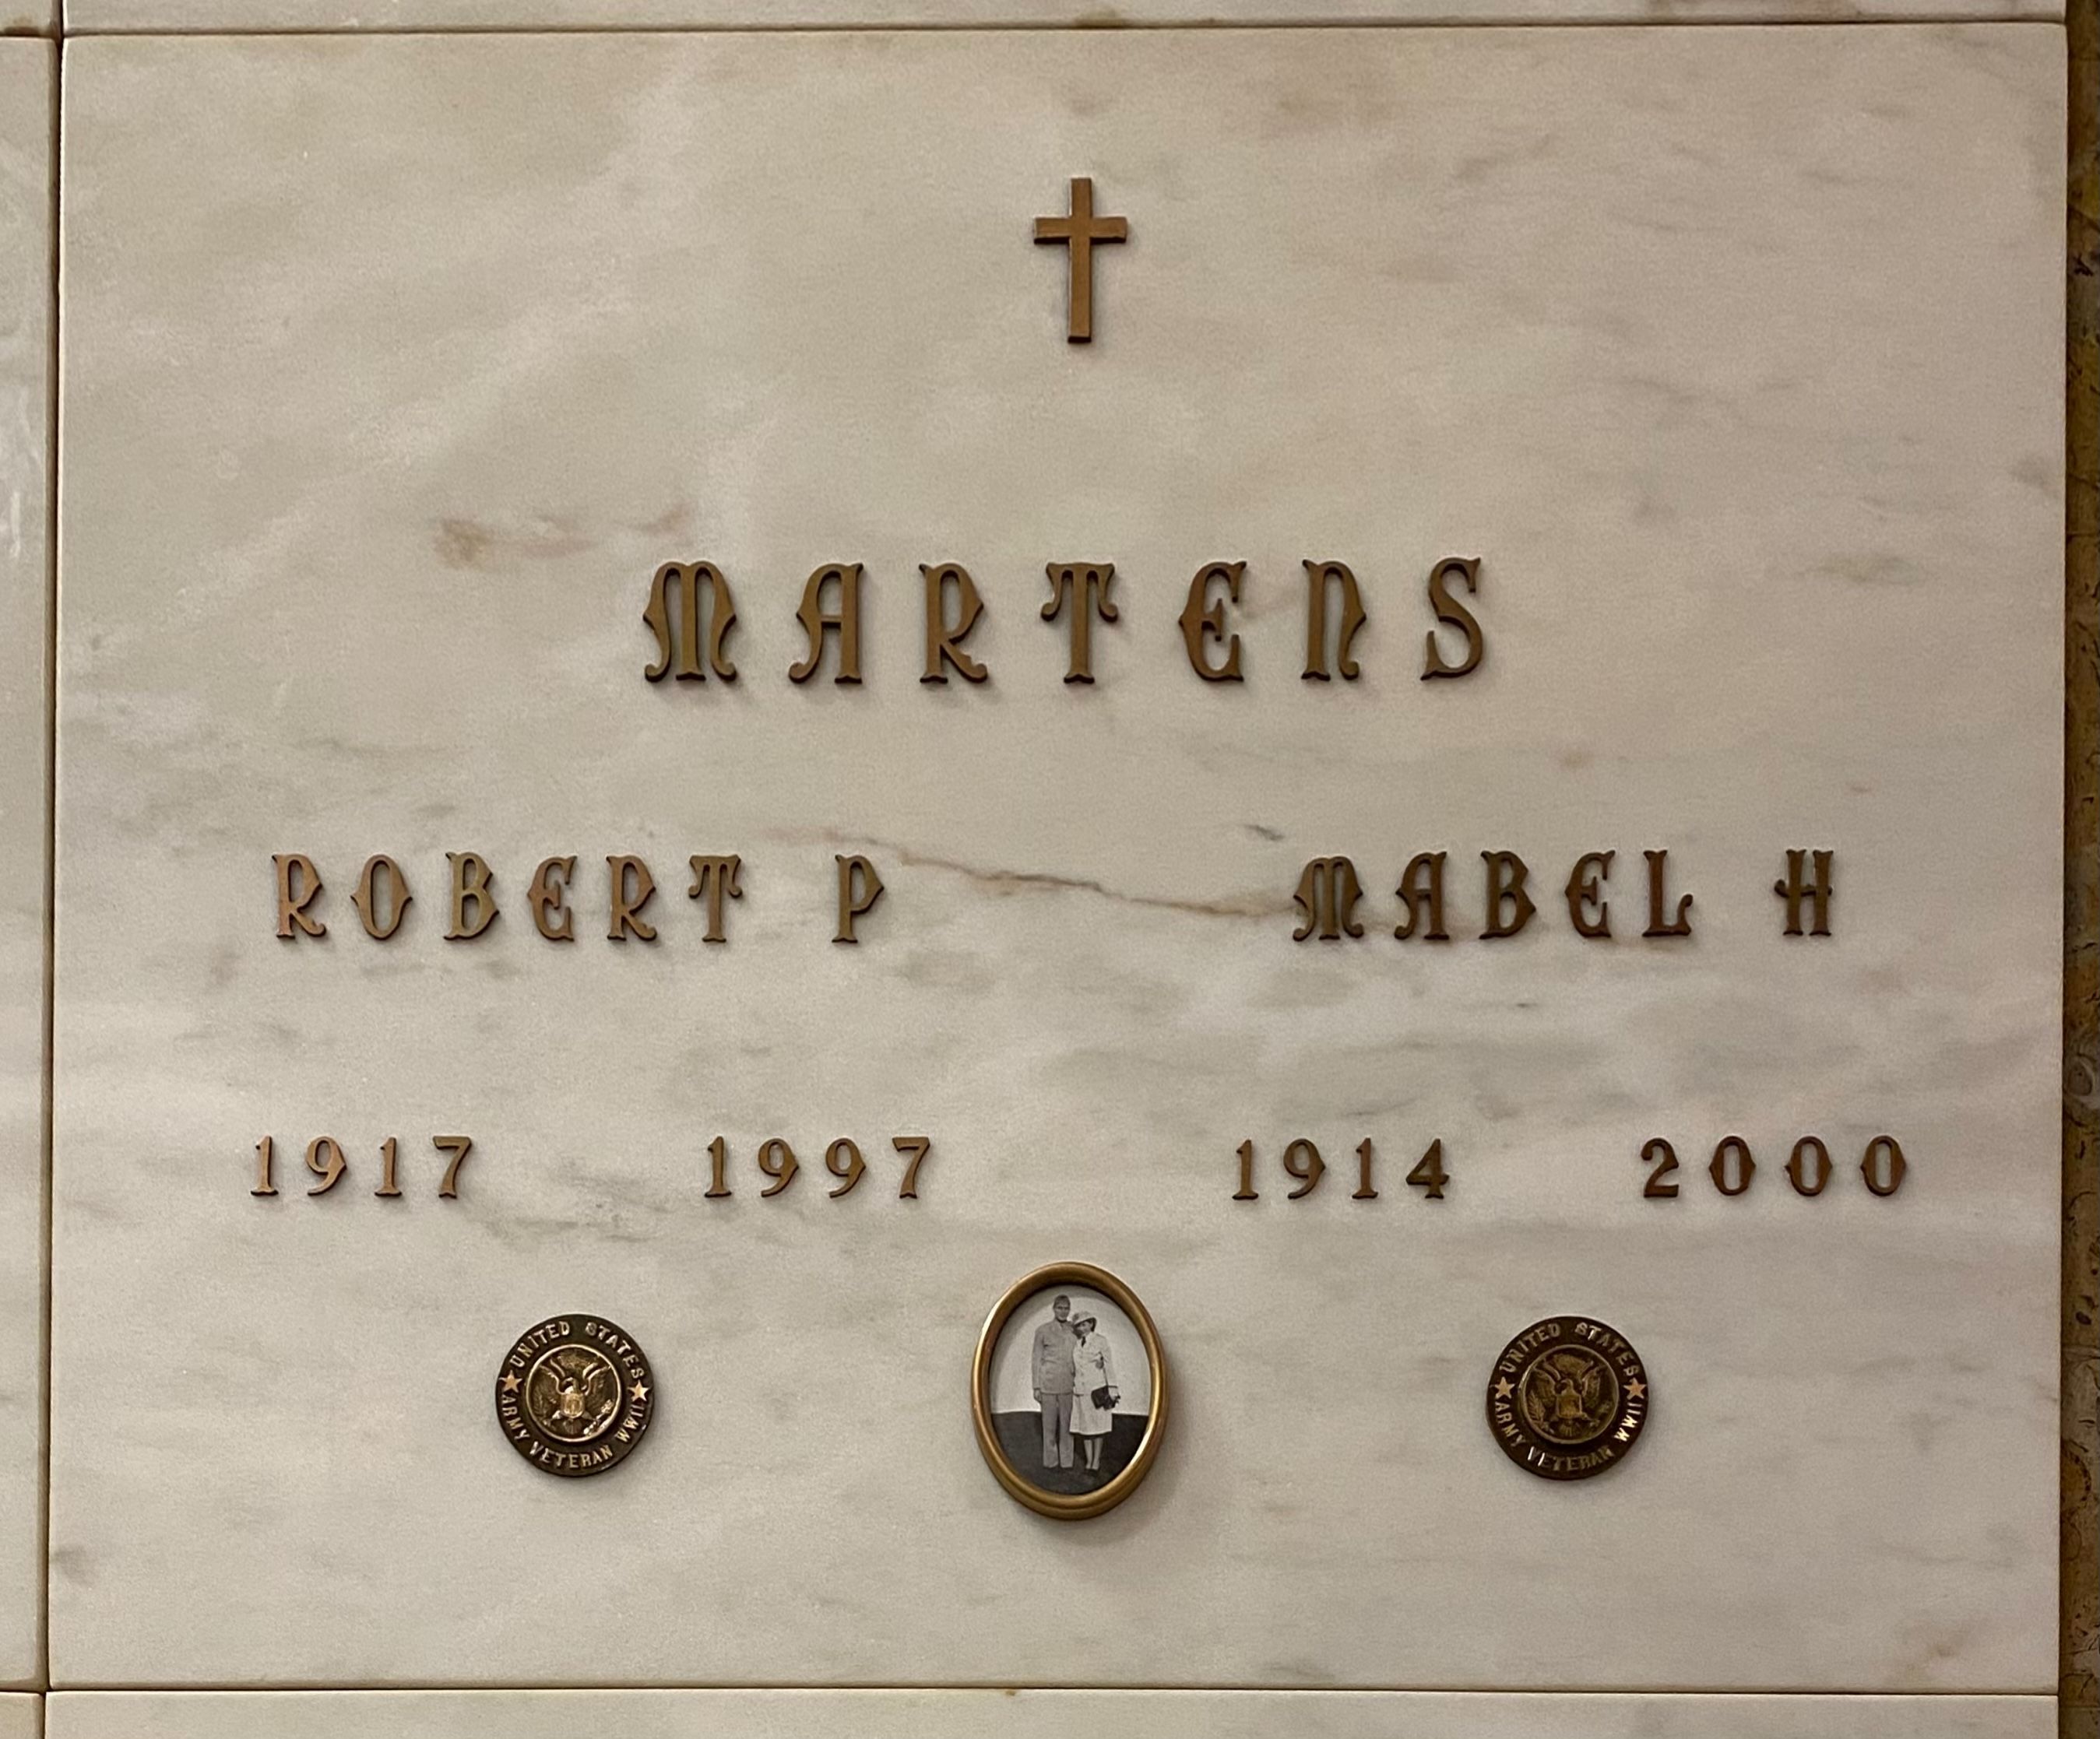 MARTENS
ROBERT P MABEL H
1917 1997 1914 2000
UNITED STATES
ARMY VETERAN WWII
UNITED STATES
ARMY VETERAN WWII